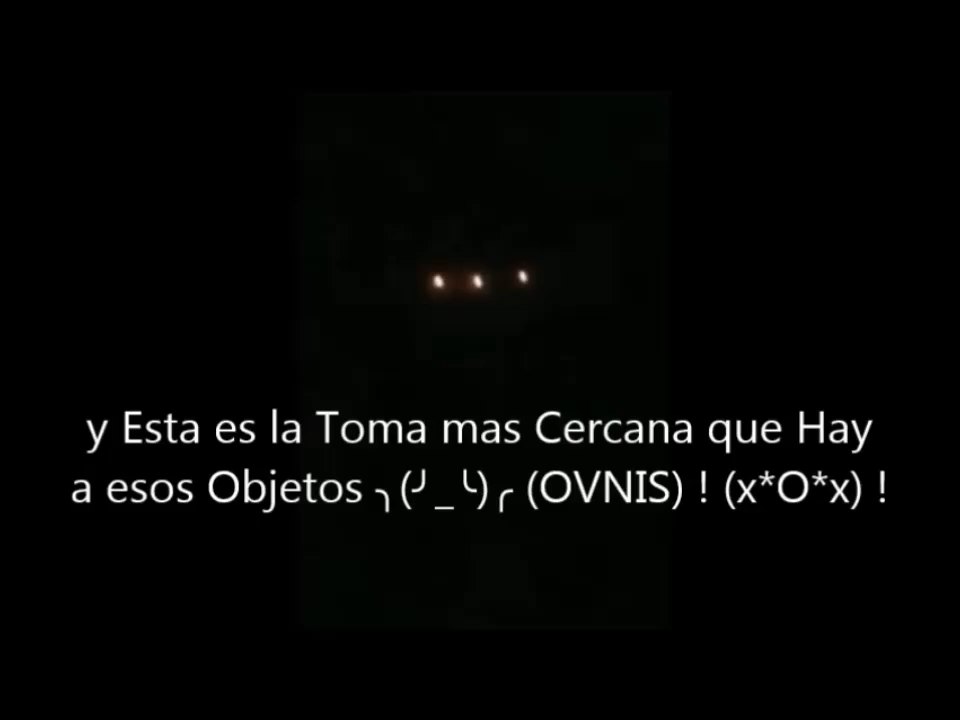 y Esta es la Toma mas Cercana que Hay
a esos Objetos ╮(╯_╰)╭ (OVNIS) ! (x*O*x) !